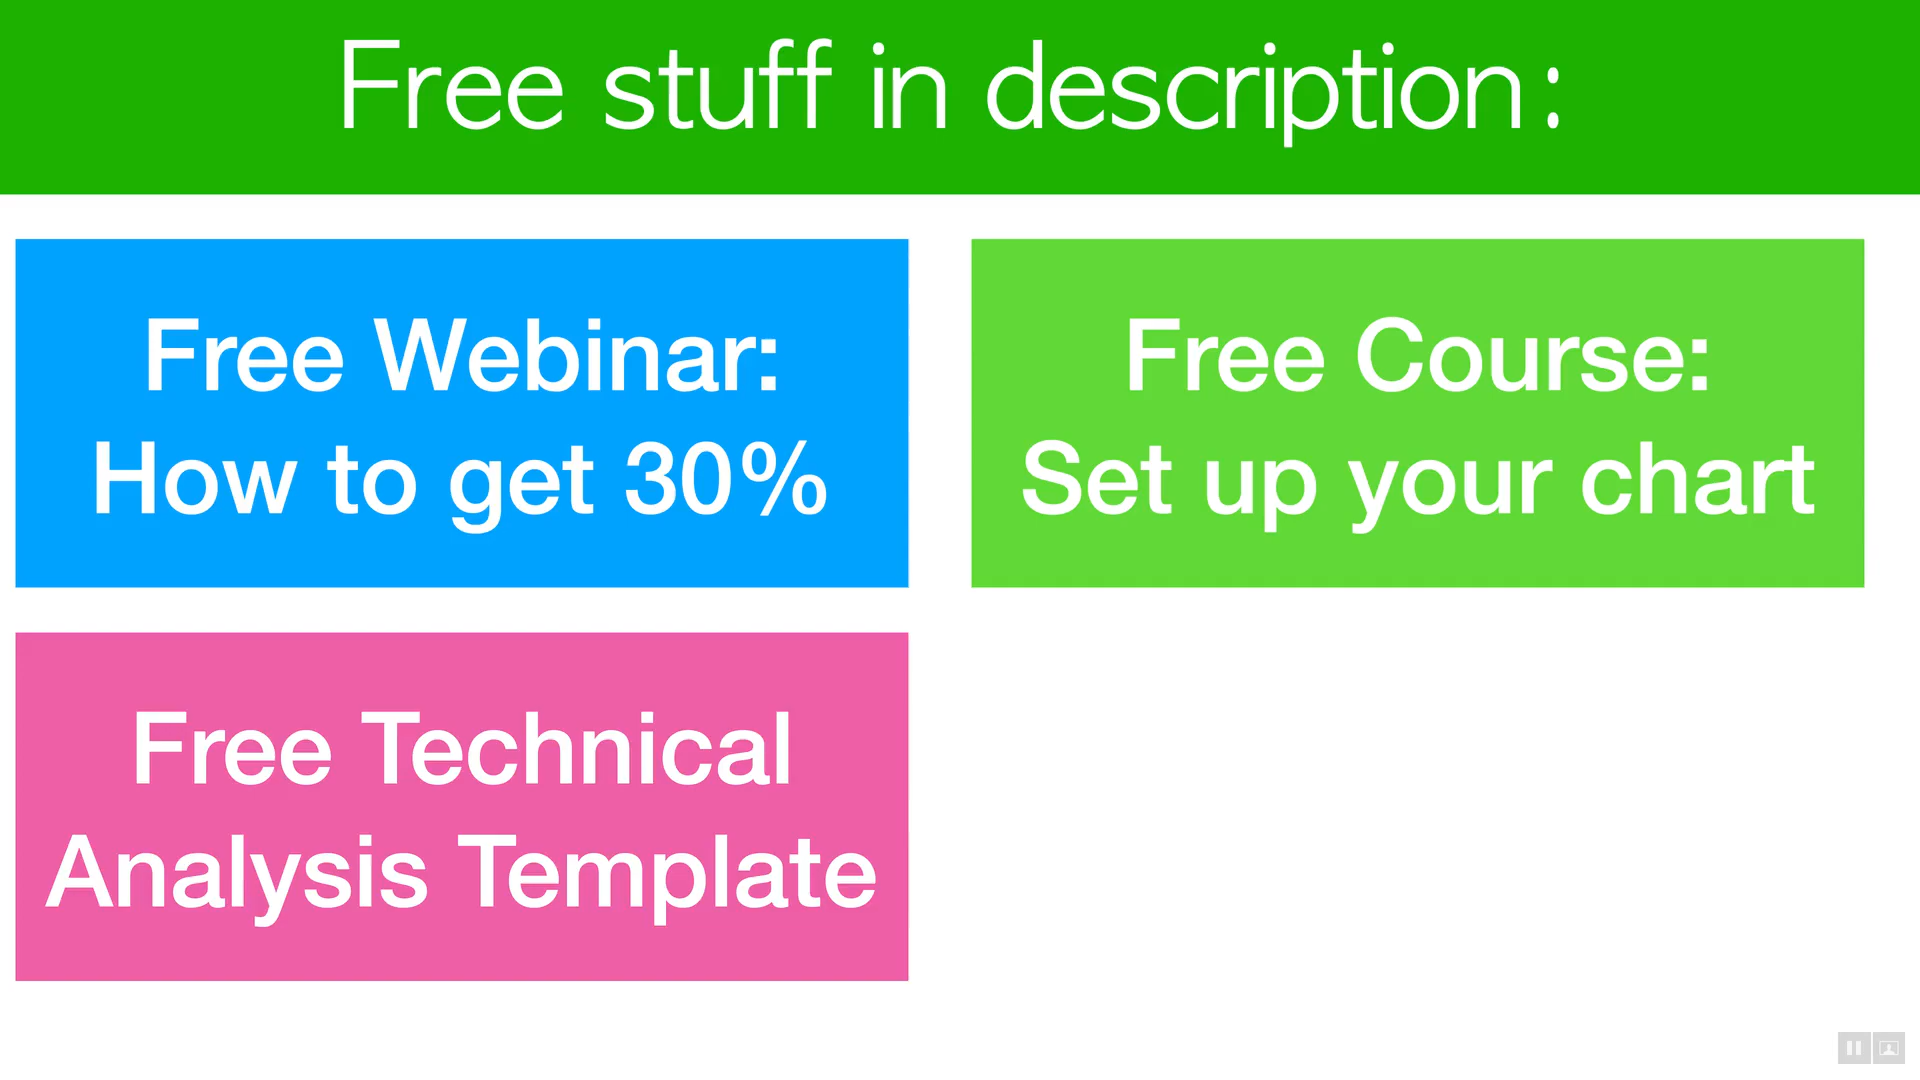 Free stuff in description:
Free Webinar:
How to get 30%
Free Course:
Set up your chart
Free Technical
Analysis Template